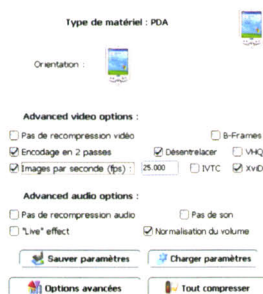 Type de matériel : PDA
Orientation :
Advanced video options :
Pas de recompression vidéo B-Frames
Encodage en 2 passes Désentrelacer VHQ
Images par seconde (fps) : 25.000 IVTC XviD
Advanced audio options :
Pas de recompression audio Pas de son
"Live" effect Normalisation du volume
Sauver paramètres Charger paramètres
Options avancées Tout compresser